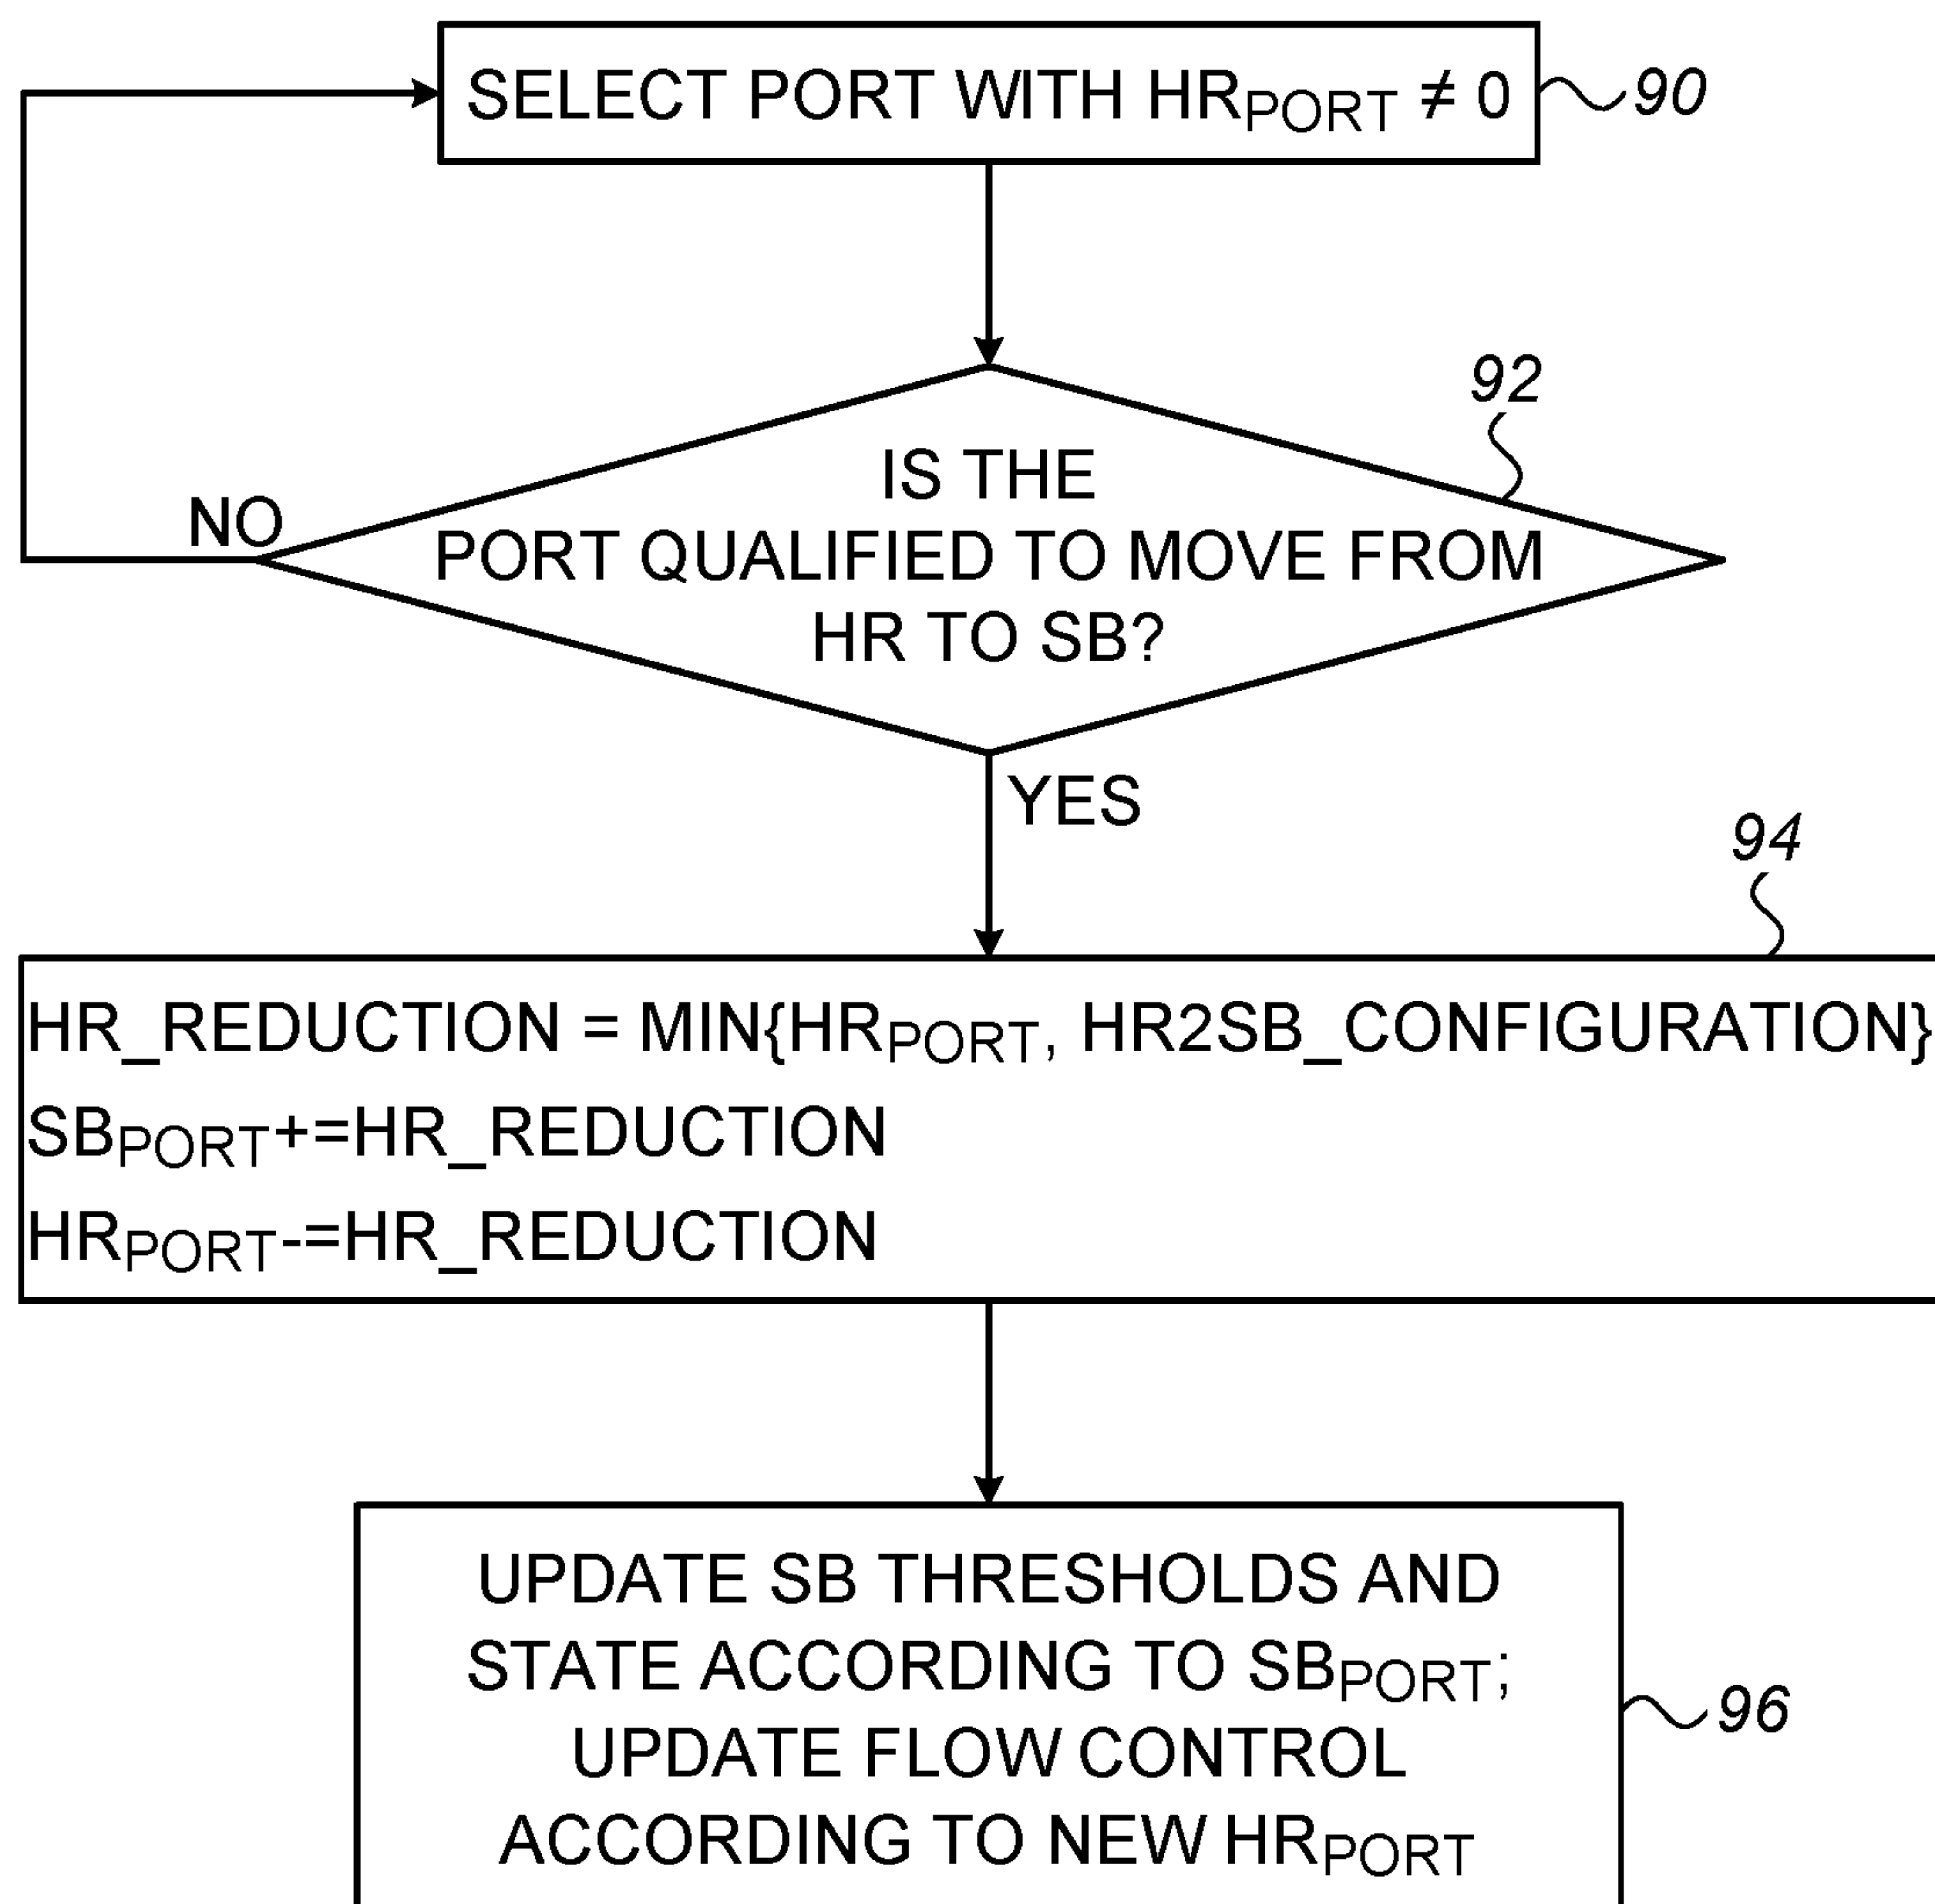 SELECT PORT WITH HRPORT ≠ 0
90
92
IS THE
PORT QUALIFIED TO MOVE FROM
HR TO SB?
NO
YES
94
HR_REDUCTION = MIN{HRPORT, HR2SB_CONFIGURATION}
SBPORT+=HR_REDUCTION
HRPORT-=HR_REDUCTION
UPDATE SB THRESHOLDS AND
STATE ACCORDING TO SBPORT;
UPDATE FLOW CONTROL
ACCORDING TO NEW HRPORT
96